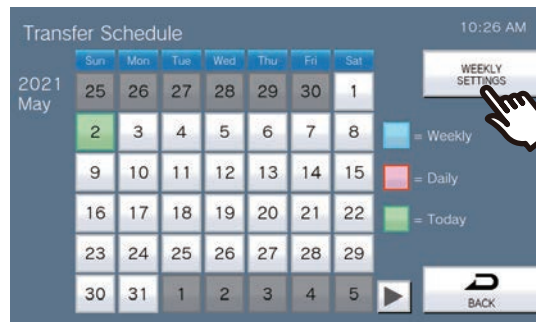 Transfer Schedule
10:26 AM
2021
May
Sun Mon Tue Wed Thu Fri Sat
25 26 27 28 29 30 1
2 3 4 5 6 7 8
9 10 11 12 13 14 15
16 17 18 19 20 21 22
23 24 25 26 27 28 29
30 31 1 2 3 4 5
WEEKLY
SETTINGS
= Weekly
= Daily
= Today
BACK